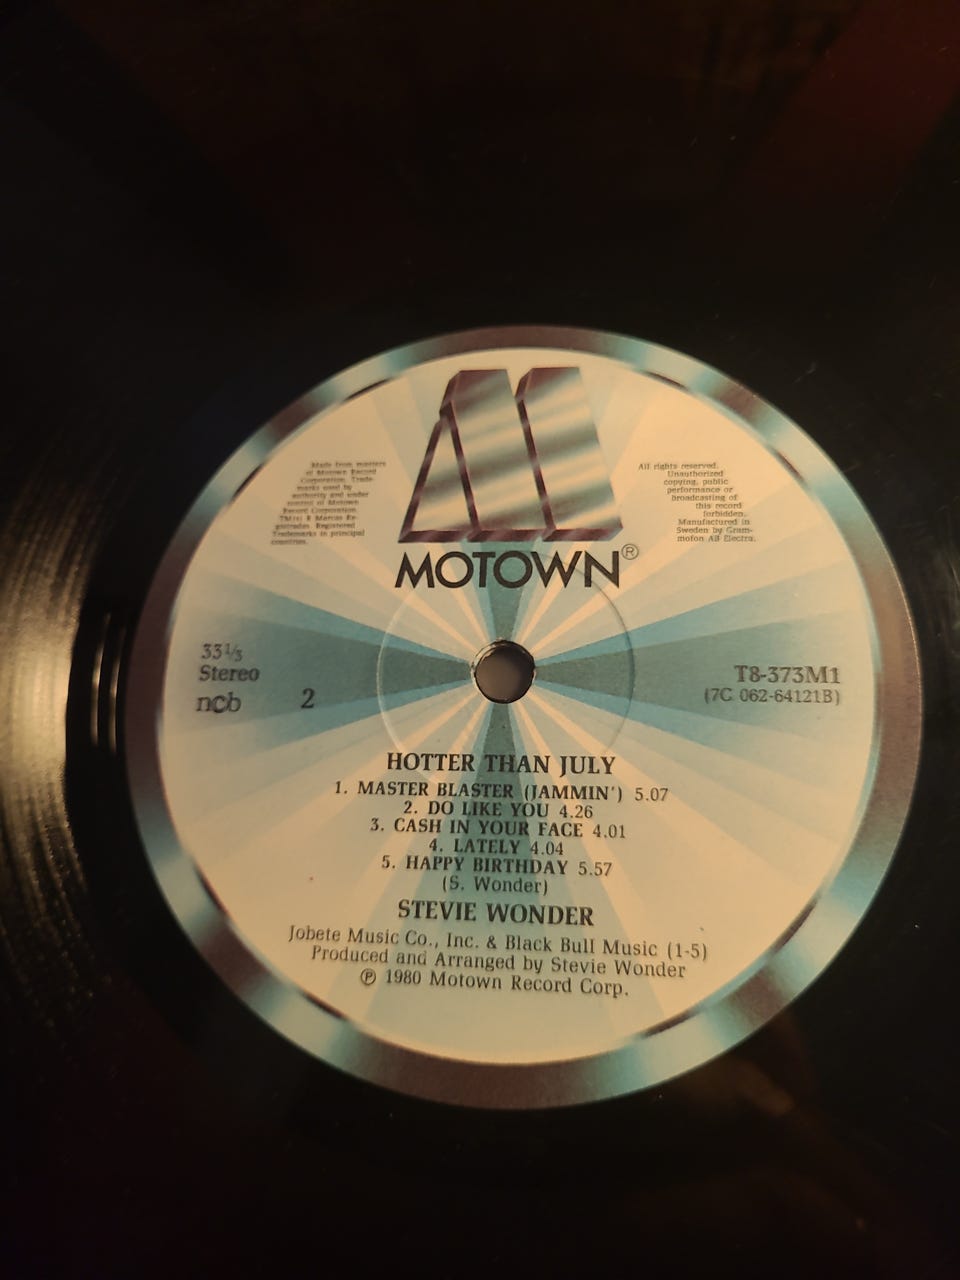 MOTOWN®
Made from masters
of Motown Record
Corporation. Trade-
marks used by
authority and under
control of Motown
Record Corporation.
TM(s) ® Marcas Re-
gistradas. Registered
Trademarks in principal
countries.
All rights reserved.
Unauthorized
copying, public
performance or
broadcasting of
this record
forbidden.
Manufactured in
Sweden by Gram-
mofon AB Electra.
33⅓
Stereo
ncb 2
T8-373M1
(7C 062-64121B)
HOTTER THAN JULY
1. MASTER BLASTER (JAMMIN') 5.07
2. DO LIKE YOU 4.26
3. CASH IN YOUR FACE 4.01
4. LATELY 4.04
5. HAPPY BIRTHDAY 5.57
(S. Wonder)
STEVIE WONDER
Jobete Music Co., Inc. & Black Bull Music (1-5)
Produced and Arranged by Stevie Wonder
℗ 1980 Motown Record Corp.